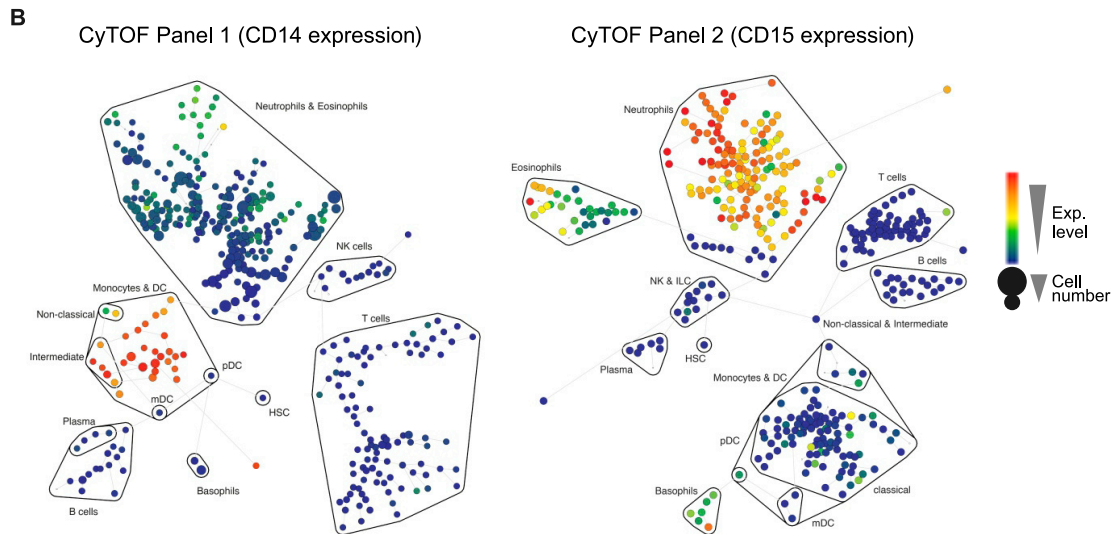 B
CyTOF Panel 1 (CD14 expression)
Neutrophils & Eosinophils
NK cells
Monocytes & DC
Non-classical
Intermediate
T cells
pDC
mDC
HSC
Plasma
Basophils
B cells
CyTOF Panel 2 (CD15 expression)
Neutrophils
Eosinophils
T cells
B cells
NK & ILC
Non-classical & Intermediate
HSC
Plasma
Monocytes & DC
pDC
classical
Basophils
mDC
Exp.
level
Cell
number